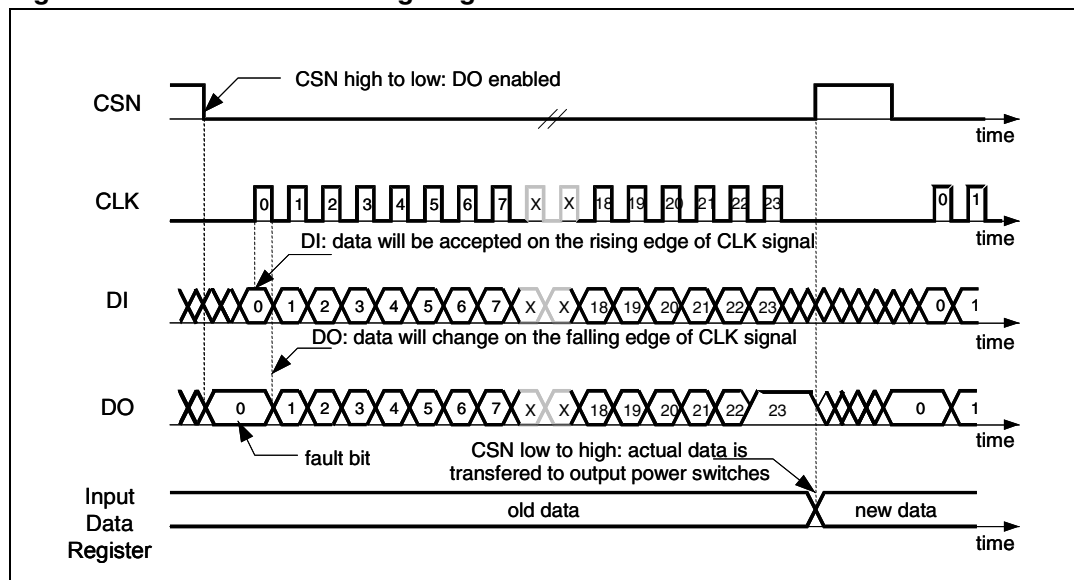 CSN high to low: DO enabled
CSN
time
CLK
0 1 2 3 4 5 6 7 X X 18 19 20 21 22 23 0 1
time
DI: data will be accepted on the rising edge of CLK signal
DI
0 1 2 3 4 5 6 7 X X 18 19 20 21 22 23 0 1
time
DO: data will change on the falling edge of CLK signal
DO
0 1 2 3 4 5 6 7 X X 18 19 20 21 22 23 0 1
time
fault bit
CSN low to high: actual data is
transfered to output power switches
Input
Data
Register
old data
new data
time